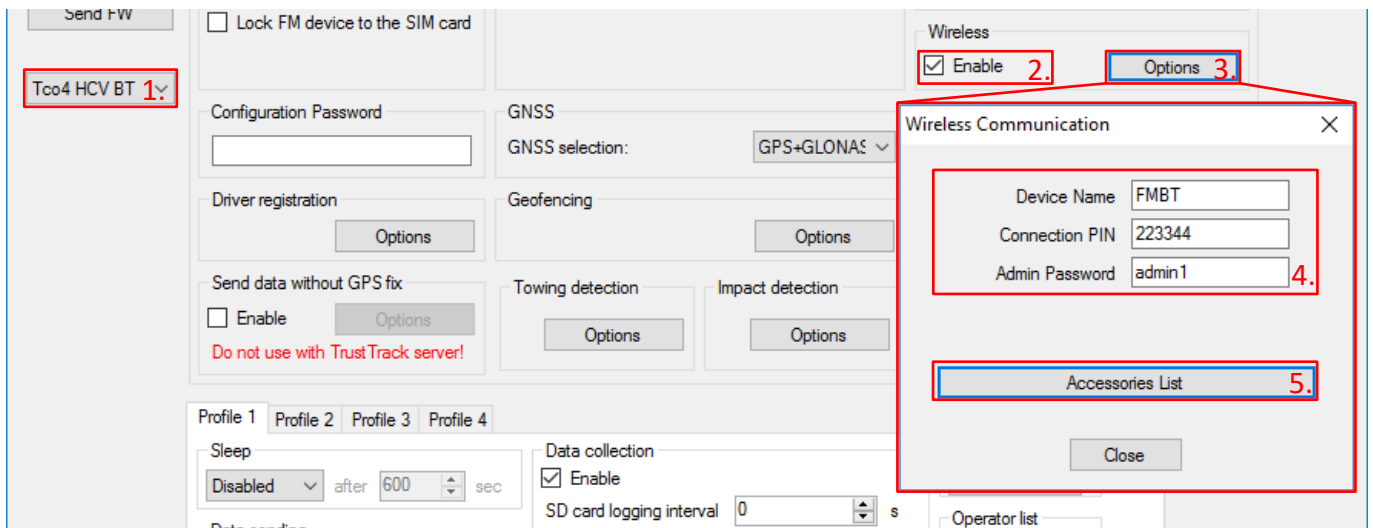 Send FW
Tco4 HCV BT 1.
Lock FM device to the SIM card
Wireless
Enable 2.
Options 3.
Configuration Password
GNSS
GNSS selection: GPS+GLONAS
Driver registration
Options
Geofencing
Options
Send data without GPS fix
Enable Options
Do not use with TrustTrack server!
Towing detection
Options
Impact detection
Options
Wireless Communication
Device Name FMBT
Connection PIN 223344
Admin Password admin1
4.
Accessories List 5.
Close
Profile 1 Profile 2 Profile 3 Profile 4
Sleep
Disabled after 600 sec
Data collection
Enable
SD card logging interval 0 s
Operator list
Data sending